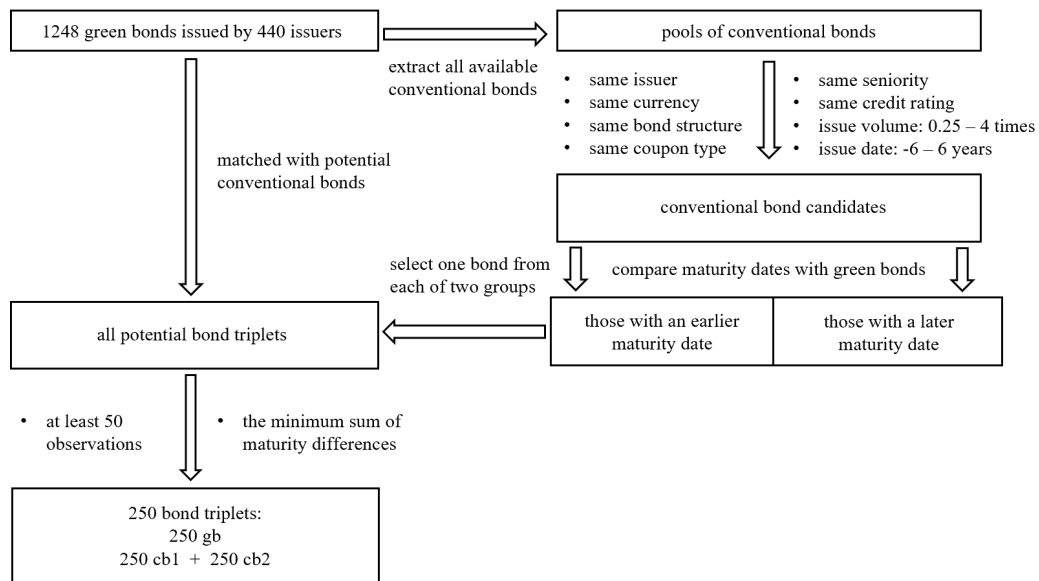 1248 green bonds issued by 440 issuers
pools of conventional bonds
extract all available
conventional bonds
• same issuer
• same currency
• same bond structure
• same coupon type
• same seniority
• same credit rating
• issue volume: 0.25 – 4 times
• issue date: -6 – 6 years
matched with potential
conventional bonds
conventional bond candidates
select one bond from
each of two groups
compare maturity dates with green bonds
all potential bond triplets
those with an earlier
maturity date
those with a later
maturity date
• at least 50
observations
• the minimum sum of
maturity differences
250 bond triplets:
250 gb
250 cb1 + 250 cb2